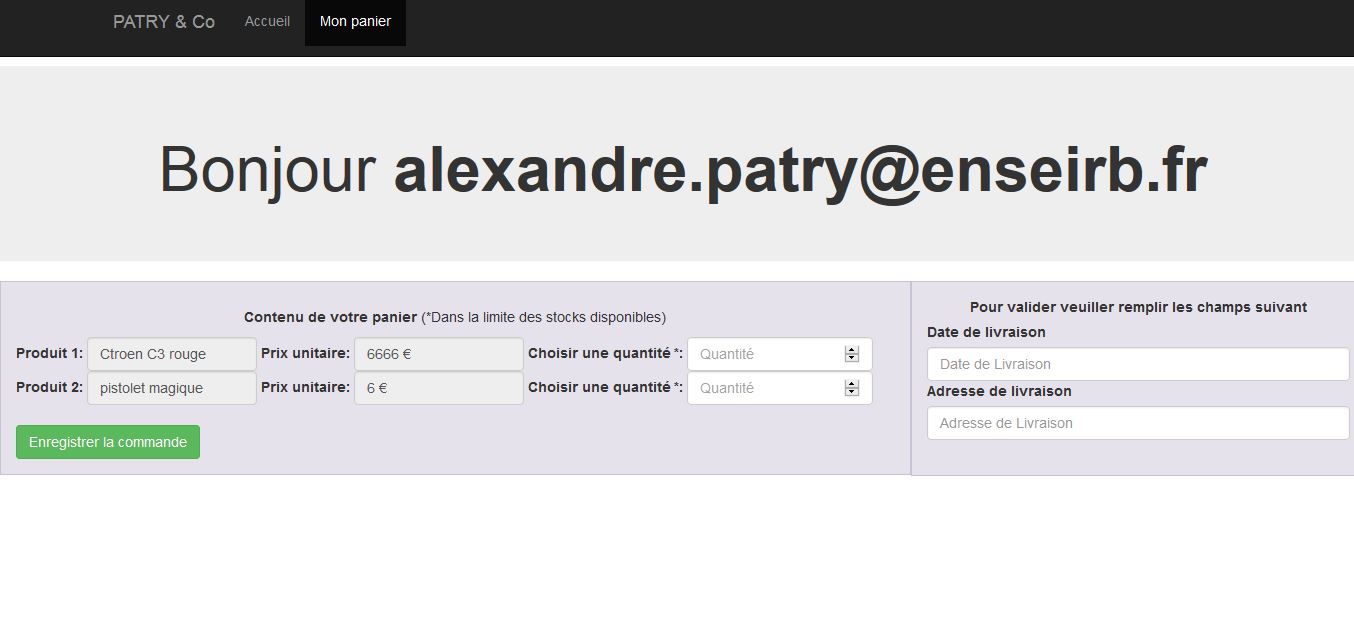 PATRY & Co Accueil Mon panier
Bonjour alexandre.patry@enseirb.fr
Contenu de votre panier (*Dans la limite des stocks disponibles)
Produit 1: Ctroen C3 rouge Prix unitaire: 6666 € Choisir une quantité *: Quantité
Produit 2: pistolet magique Prix unitaire: 6 € Choisir une quantité *: Quantité
Enregistrer la commande
Pour valider veuiller remplir les champs suivant
Date de livraison
Date de Livraison
Adresse de livraison
Adresse de Livraison